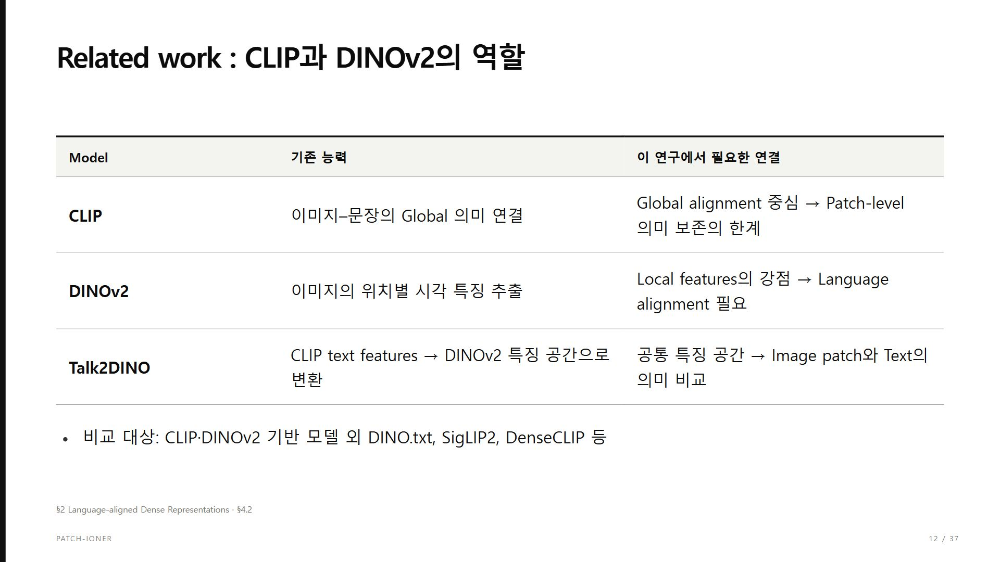 Related work : CLIP과 DINOv2의 역할
Model
기존 능력
이 연구에서 필요한 연결
CLIP
이미지–문장의 Global 의미 연결
Global alignment 중심 → Patch-level
의미 보존의 한계
DINOv2
이미지의 위치별 시각 특징 추출
Local features의 강점 → Language
alignment 필요
Talk2DINO
CLIP text features → DINOv2 특징 공간으로
변환
공통 특징 공간 → Image patch와 Text의
의미 비교
• 비교 대상: CLIP·DINOv2 기반 모델 외 DINO.txt, SigLIP2, DenseCLIP 등
§2 Language-aligned Dense Representations · §4.2
PATCH-IONER
12 / 37